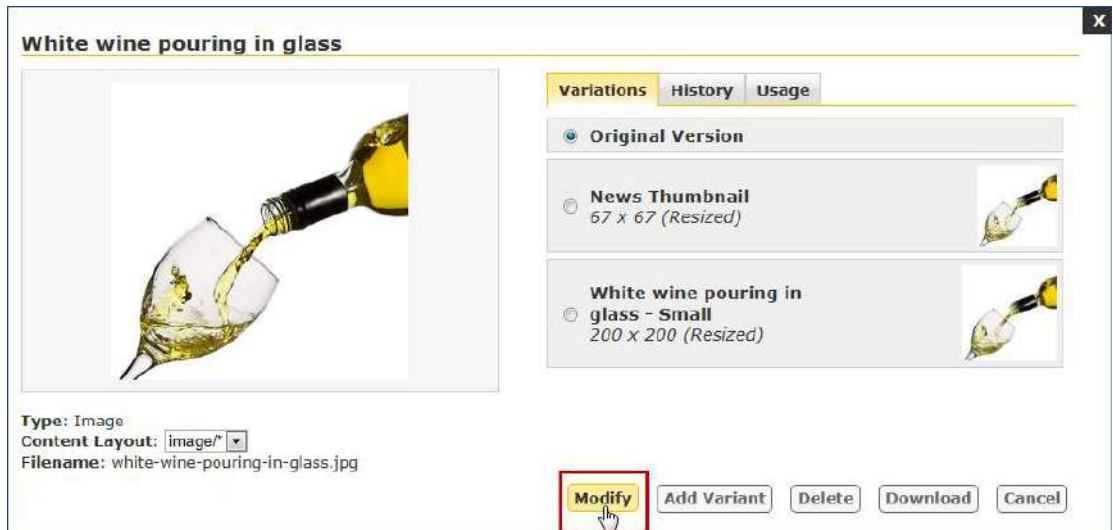 X
White wine pouring in glass
Variations History Usage
Original Version
News Thumbnail
67 x 67 (Resized)
White wine pouring in
glass - Small
200 x 200 (Resized)
Type: Image
Content Layout: image/*
Filename: white-wine-pouring-in-glass.jpg
Modify Add Variant Delete Download Cancel